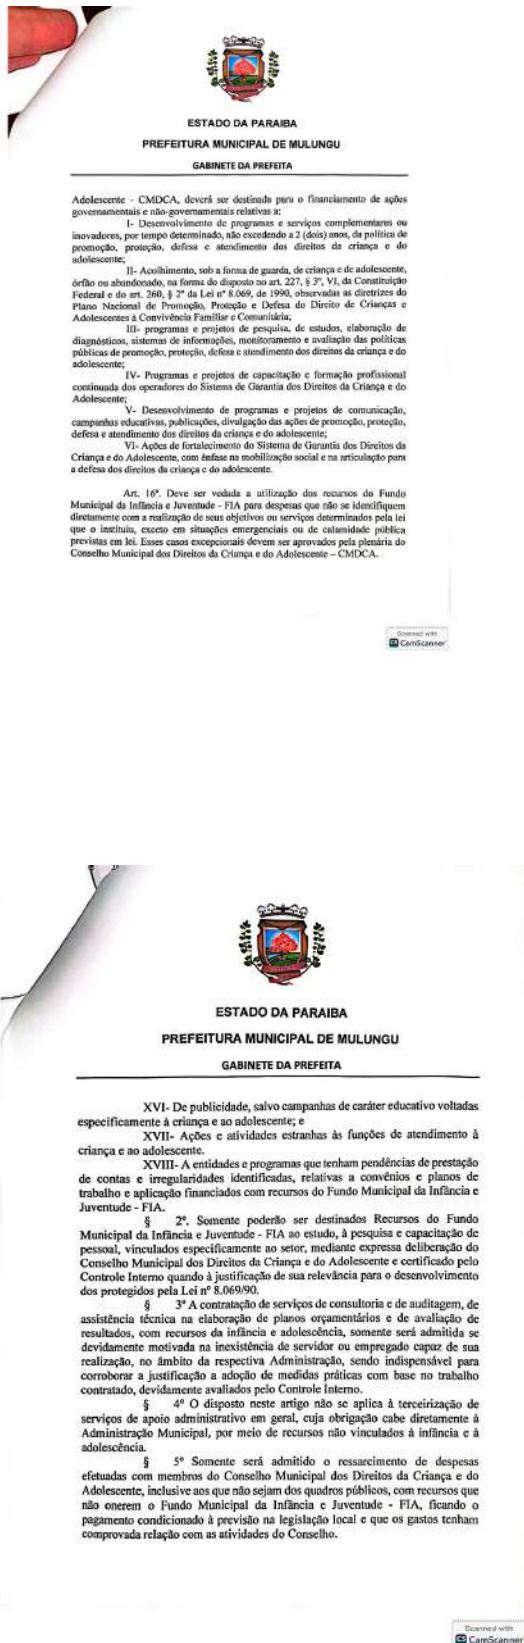 ESTADO DA PARAIBA
PREFEITURA MUNICIPAL DE MULUNGU
GABINETE DA PREFEITA
Adolescente - CMDCA, deverá ser destinada para o financiamento de ações
governamentais e não-governamentais relativas a:
I- Desenvolvimento de programas e serviços complementares ou
inovadores, por tempo determinado, não excedendo a 2 (dois) anos, da política de
promoção, proteção, defesa e atendimento dos direitos da criança e do
adolescente;
II- Acolhimento, sob a forma de guarda, de criança e de adolescente,
órfão ou abandonado, na forma do disposto no art. 227, § 3º, VI, da Constituição
Federal e do art. 260, § 2º da Lei nº 8.069, de 1990, observadas as diretrizes do
Plano Nacional de Promoção, Proteção e Defesa do Direito de Crianças e
Adolescentes à Convivência Familiar e Comunitária;
III- programas e projetos de pesquisa, de estudos, elaboração de
diagnósticos, sistemas de informações, monitoramento e avaliação das políticas
públicas de promoção, proteção, defesa e atendimento dos direitos da criança e do
adolescente;
IV- Programas e projetos de capacitação e formação profissional
continuada dos operadores do Sistema de Garantia dos Direitos da Criança e do
Adolescente;
V- Desenvolvimento de programas e projetos de comunicação,
campanhas educativas, publicações, divulgação das ações de promoção, proteção,
defesa e atendimento dos direitos da criança e do adolescente;
VI- Ações de fortalecimento do Sistema de Garantia dos Direitos da
Criança e do Adolescente, com ênfase na mobilização social e na articulação para
a defesa dos direitos da criança e do adolescente.
Art. 16º. Deve ser vedada a utilização dos recursos do Fundo
Municipal da Infância e Juventude - FIA para despesas que não se identifiquem
diretamente com a realização de seus objetivos ou serviços determinados pela lei
que o instituiu, exceto em situações emergenciais ou de calamidade pública
previstas em lei. Esses casos excepcionais devem ser aprovados pela plenária do
Conselho Municipal dos Direitos da Criança e do Adolescente – CMDCA.
Scanned with
CS CamScanner
ESTADO DA PARAIBA
PREFEITURA MUNICIPAL DE MULUNGU
GABINETE DA PREFEITA
XVI- De publicidade, salvo campanhas de caráter educativo voltadas
especificamente à criança e ao adolescente; e
XVII- Ações e atividades estranhas às funções de atendimento à
criança e ao adolescente.
XVIII- A entidades e programas que tenham pendências de prestação
de contas e irregularidades identificadas, relativas a convênios e planos de
trabalho e aplicação financiados com recursos do Fundo Municipal da Infância e
Juventude - FIA.
§ 2º. Somente poderão ser destinados Recursos do Fundo
Municipal da Infância e Juventude - FIA ao estudo, à pesquisa e capacitação de
pessoal, vinculados especificamente ao setor, mediante expressa deliberação do
Conselho Municipal dos Direitos da Criança e do Adolescente e certificado pelo
Controle Interno quando à justificação de sua relevância para o desenvolvimento
dos protegidos pela Lei nº 8.069/90.
§ 3º A contratação de serviços de consultoria e de auditagem, de
assistência técnica na elaboração de planos orçamentários e de avaliação de
resultados, com recursos da infância e adolescência, somente será admitida se
devidamente motivada na inexistência de servidor ou empregado capaz de sua
realização, no âmbito da respectiva Administração, sendo indispensável para
corroborar a justificação a adoção de medidas práticas com base no trabalho
contratado, devidamente avaliados pelo Controle Interno.
§ 4º O disposto neste artigo não se aplica à terceirização de
serviços de apoio administrativo em geral, cuja obrigação cabe diretamente à
Administração Municipal, por meio de recursos não vinculados à infância e à
adolescência.
§ 5º Somente será admitido o ressarcimento de despesas
efetuadas com membros do Conselho Municipal dos Direitos da Criança e do
Adolescente, inclusive aos que não sejam dos quadros públicos, com recursos que
não onerem o Fundo Municipal da Infância e Juventude - FIA, ficando o
pagamento condicionado à previsão na legislação local e que os gastos tenham
comprovada relação com as atividades do Conselho.
Scanned with
CS CamScanner